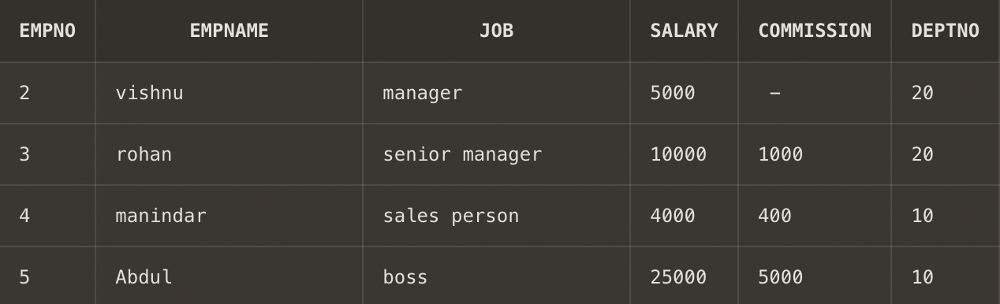 EMPNO EMPNAME JOB SALARY COMMISSION DEPTNO
2 vishnu manager 5000 – 20
3 rohan senior manager 10000 1000 20
4 manindar sales person 4000 400 10
5 Abdul boss 25000 5000 10